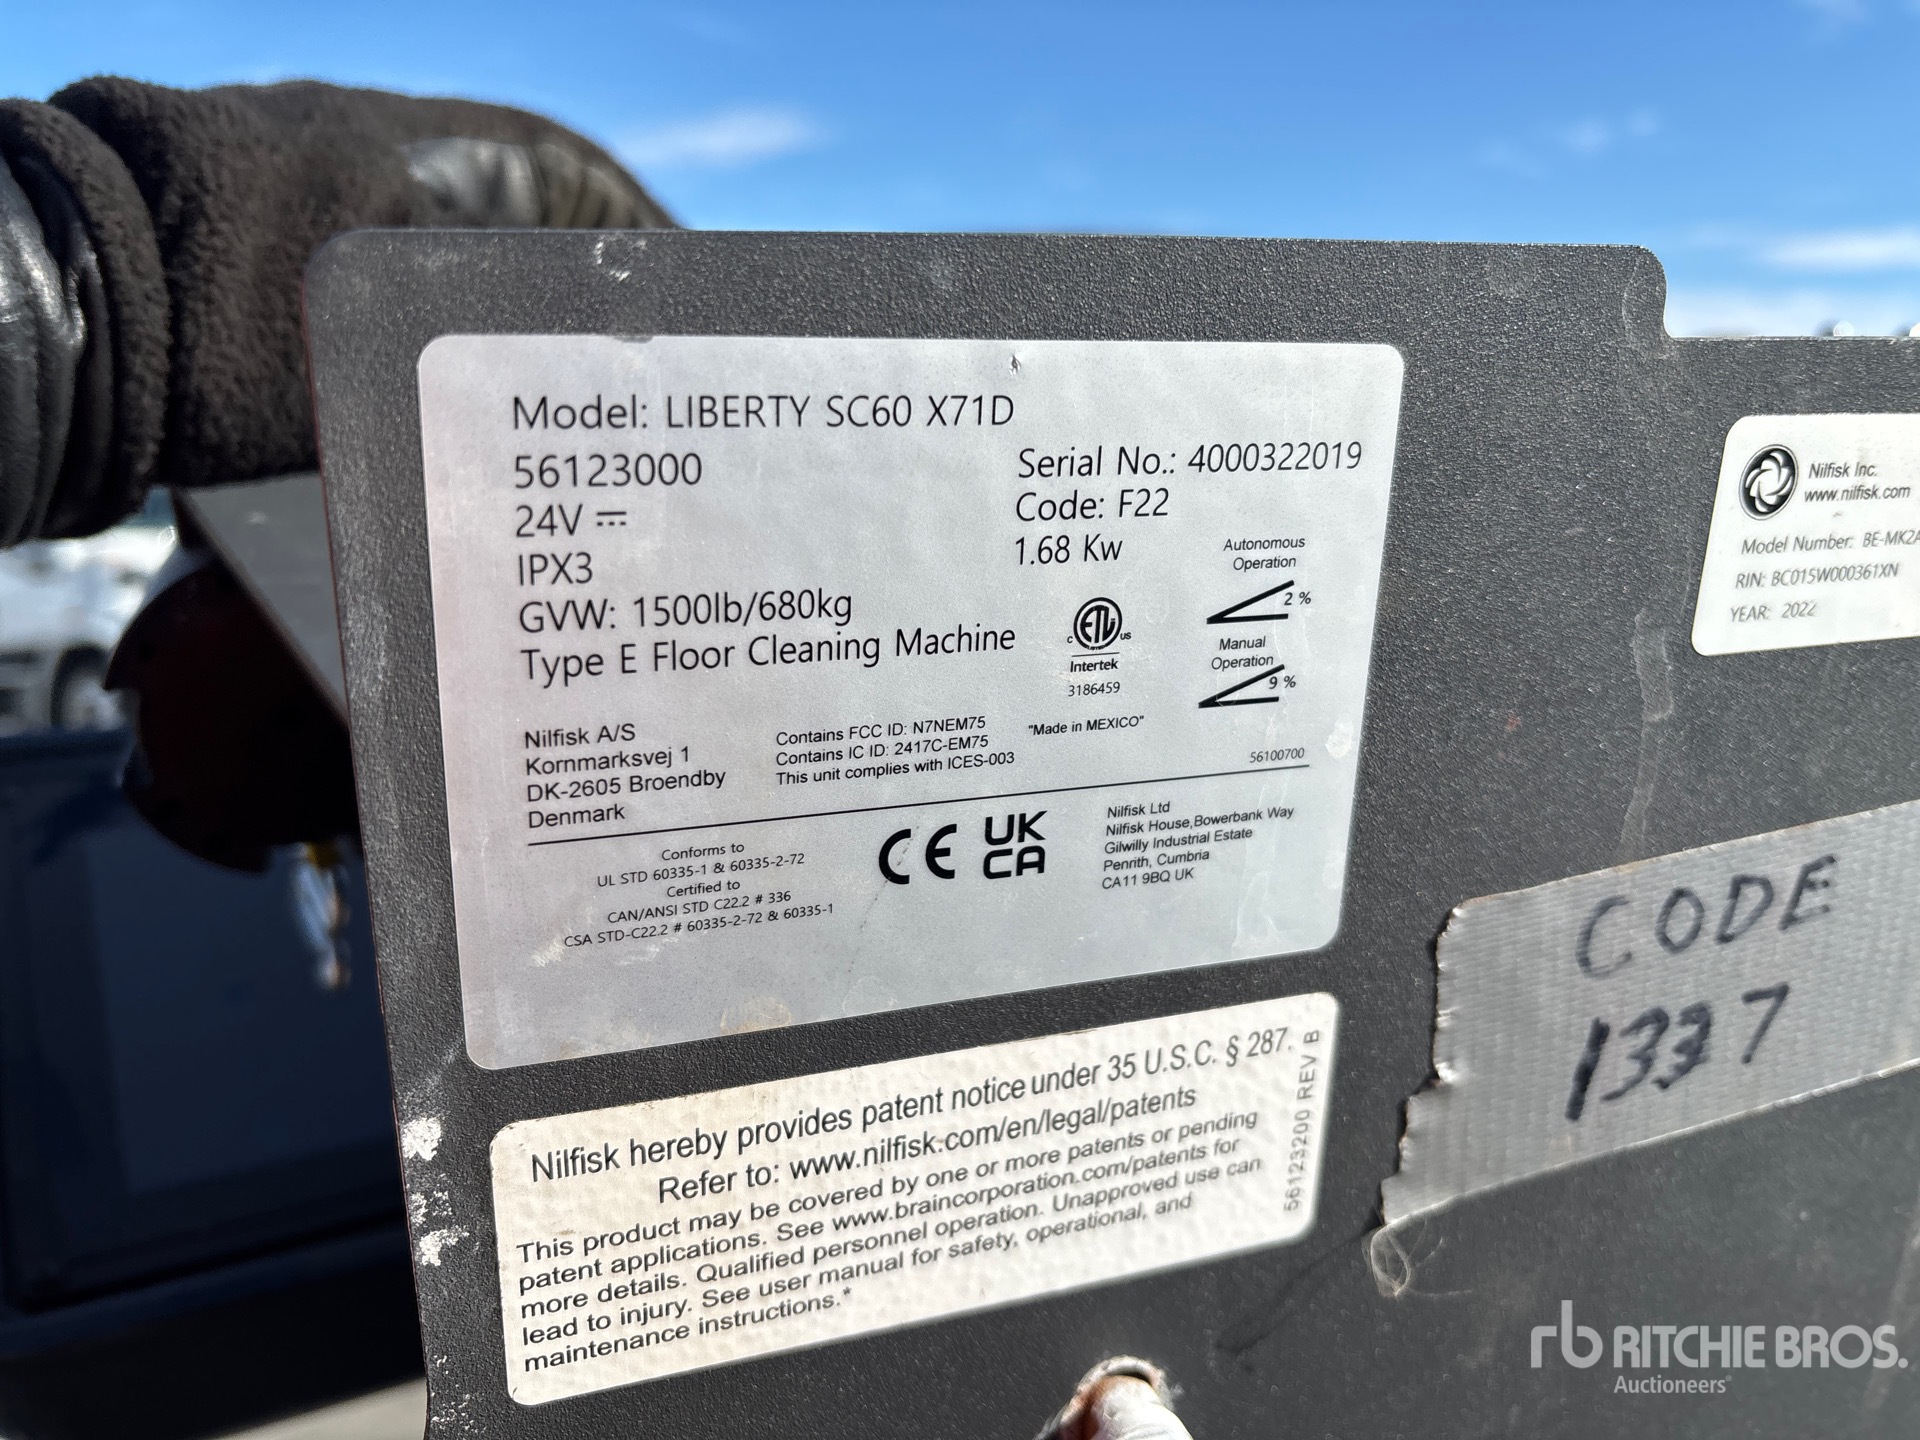 Model: LIBERTY SC60 X71D
56123000
24V
IPX3
GVW: 1500lb/680kg
Type E Floor Cleaning Machine
Serial No.: 4000322019
Code: F22
1.68 Kw
Autonomous
Operation
2 %
Manual
Operation
9 %
C ETL US
Intertek
3186459
Nilfisk A/S
Kornmarksvej 1
DK-2605 Broendby
Denmark
Contains FCC ID: N7NEM75
Contains IC ID: 2417C-EM75
This unit complies with ICES-003
"Made in MEXICO"
56100700
Conforms to
UL STD 60335-1 & 60335-2-72
Certified to
CAN/ANSI STD C22.2 # 336
CSA STD-C22.2 # 60335-2-72 & 60335-1
CE
UK
CA
Nilfisk Ltd
Nilfisk House,Bowerbank Way
Gilwilly Industrial Estate
Penrith, Cumbria
CA11 9BQ UK
Nilfisk Inc.
www.nilfisk.com
Model Number: BE-MK2A
RIN: BC015W000361XN
YEAR: 2022
CODE
1337
Nilfisk hereby provides patent notice under 35 U.S.C. § 287.
Refer to: www.nilfisk.com/en/legal/patents
This product may be covered by one or more patents or pending
patent applications. See www.braincorporation.com/patents for
more details. Qualified personnel operation. Unapproved use can
lead to injury. See user manual for safety, operational, and
maintenance instructions.*
56123200 REV B
rb RITCHIE BROS.
Auctioneers